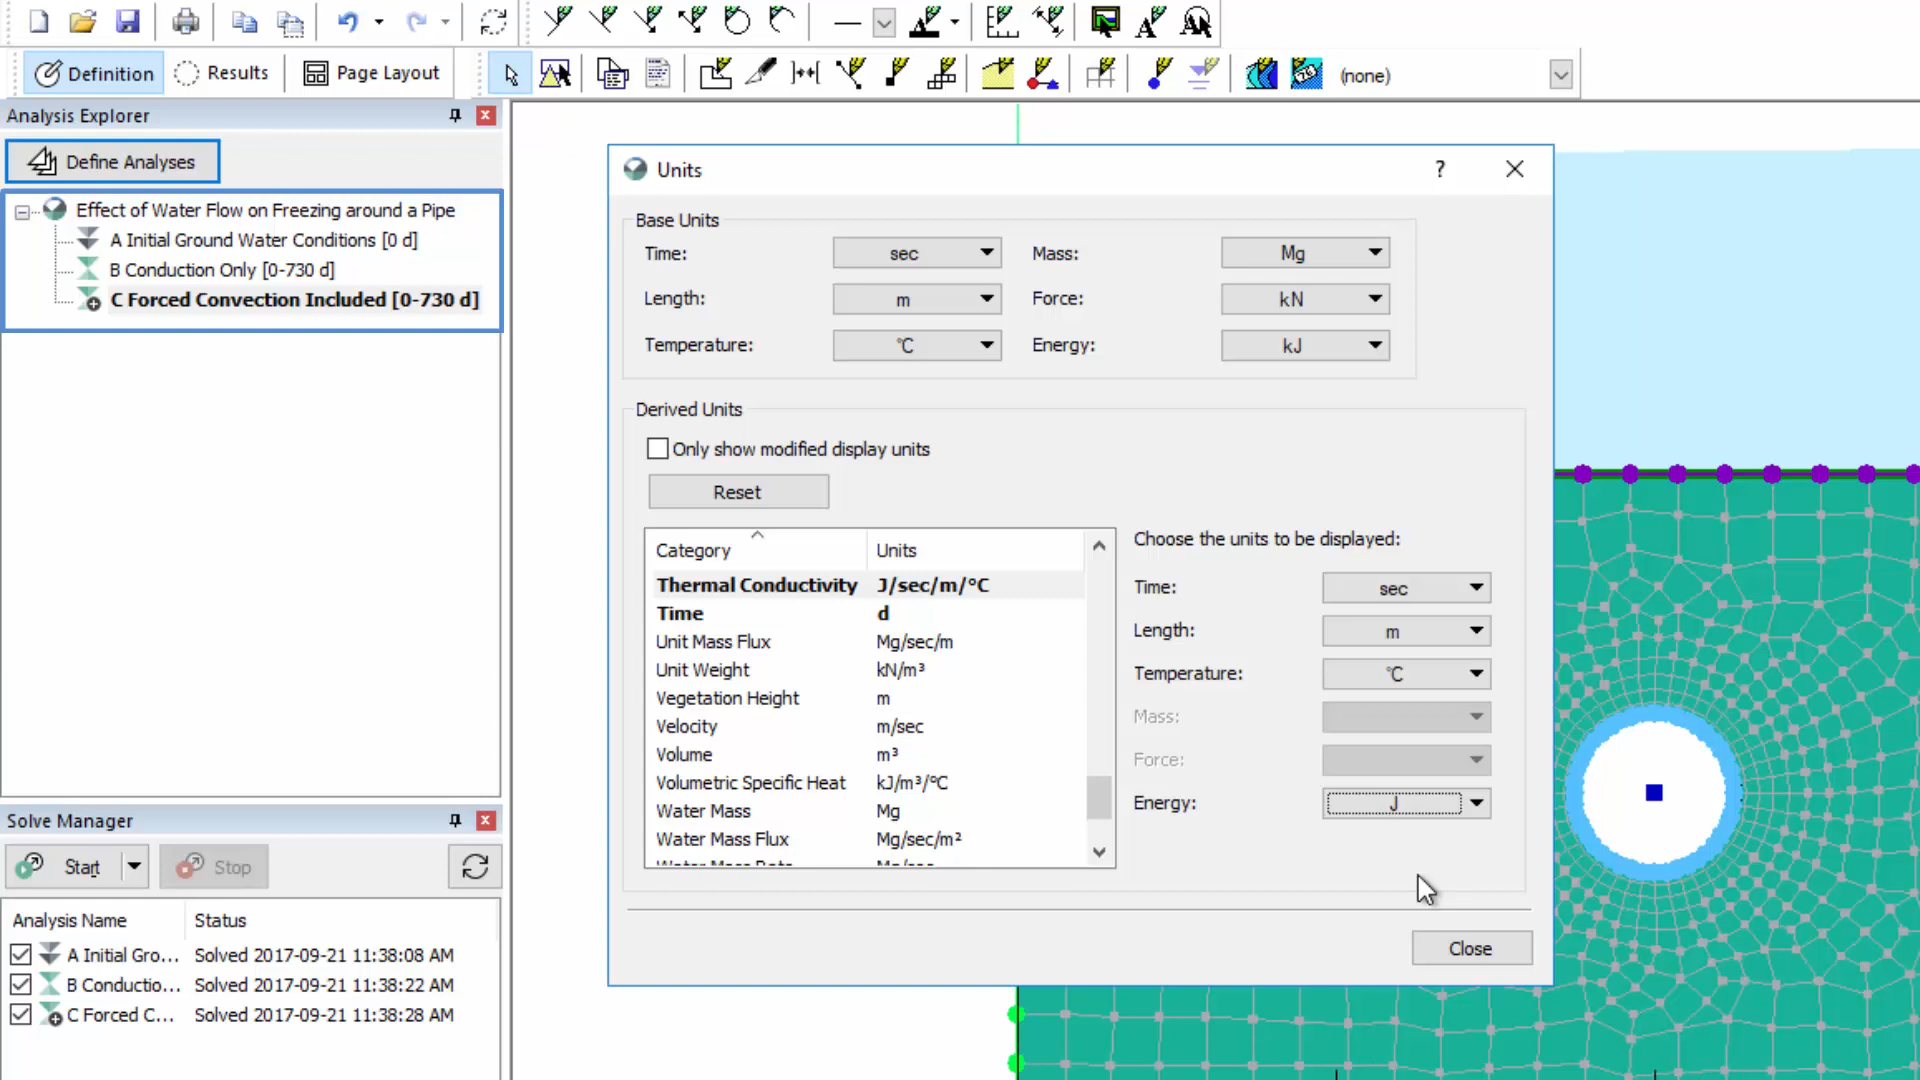 Definition
Results
Page Layout
(none)
Analysis Explorer
Define Analyses
Effect of Water Flow on Freezing around a Pipe
A Initial Ground Water Conditions [0 d]
B Conduction Only [0-730 d]
C Forced Convection Included [0-730 d]
Units
?
Base Units
Time: sec Mass: Mg
Length: m Force: kN
Temperature: °C Energy: kJ
Derived Units
Only show modified display units
Reset
Category Units
Thermal Conductivity J/sec/m/°C
Time d
Unit Mass Flux Mg/sec/m
Unit Weight kN/m³
Vegetation Height m
Velocity m/sec
Volume m³
Volumetric Specific Heat kJ/m³/°C
Water Mass Mg
Water Mass Flux Mg/sec/m²
Choose the units to be displayed:
Time: sec
Length: m
Temperature: °C
Mass:
Force:
Energy: J
Close
Solve Manager
Start
Stop
Analysis Name Status
A Initial Gro... Solved 2017-09-21 11:38:08 AM
B Conductio... Solved 2017-09-21 11:38:22 AM
C Forced C... Solved 2017-09-21 11:38:28 AM